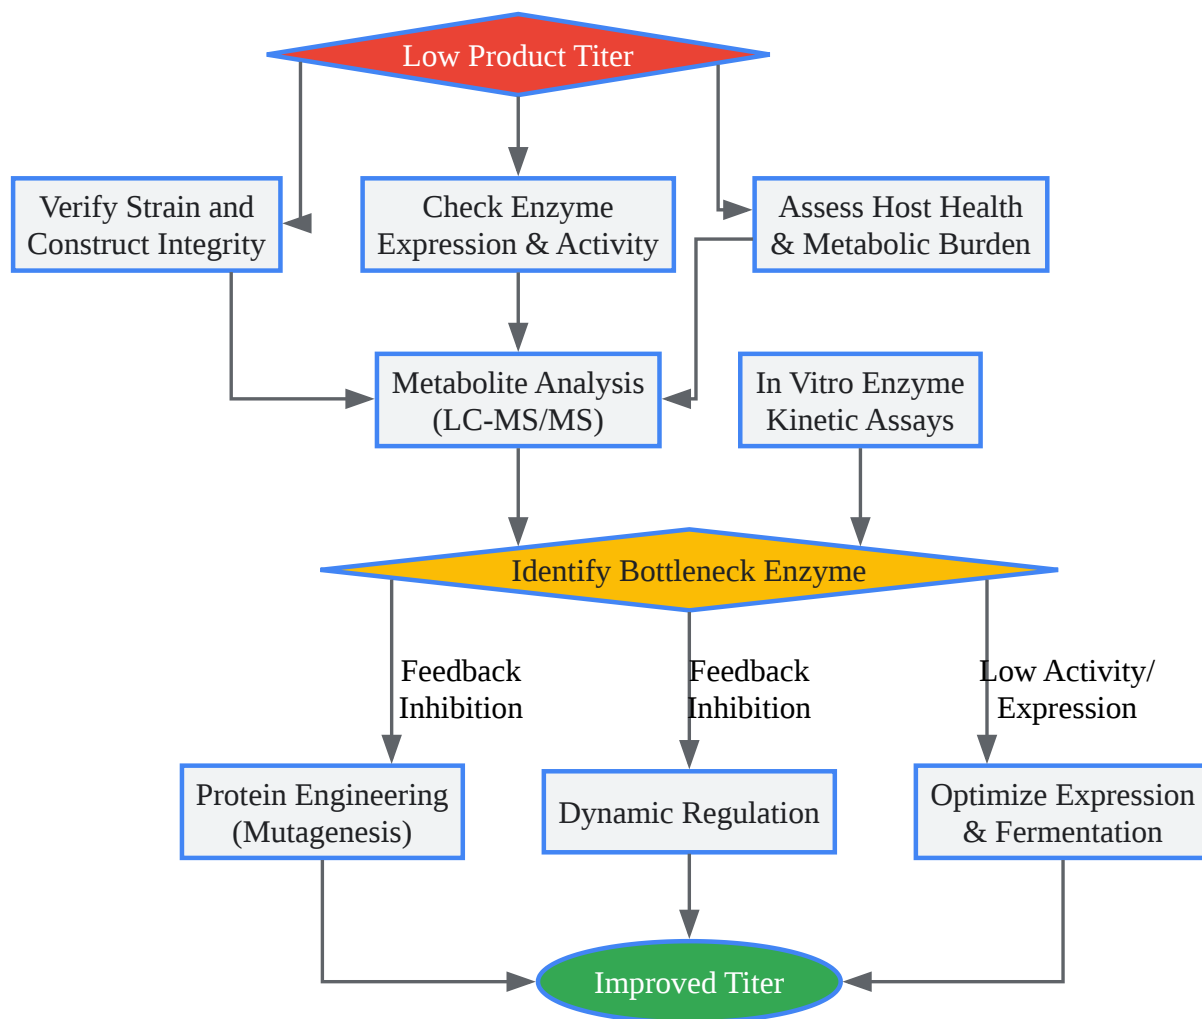 Low Product Titer
Verify Strain and
Construct Integrity
Check Enzyme
Expression & Activity
Assess Host Health
& Metabolic Burden
Metabolite Analysis
(LC-MS/MS)
In Vitro Enzyme
Kinetic Assays
Identify Bottleneck Enzyme
Feedback
Inhibition
Feedback
Inhibition
Low Activity/
Expression
Protein Engineering
(Mutagenesis)
Dynamic Regulation
Optimize Expression
& Fermentation
Improved Titer